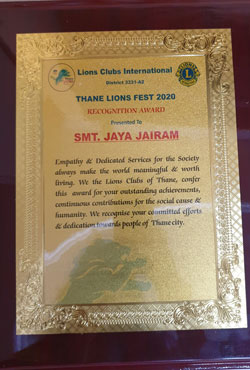 Lions Clubs International
District 3231-A2
THANE LIONS FEST 2020
RECOGNITION AWARD
Presented To
SMT. JAYA JAIRAM
Empathy & Dedicated Services for the Society
always make the world meaningful & worth
living. We the Lions Clubs of Thane, confer
this award for your outstanding achievements,
continuous contributions for the social cause &
humanity. We recognise your committed efforts
& dedication towards people of Thane city.